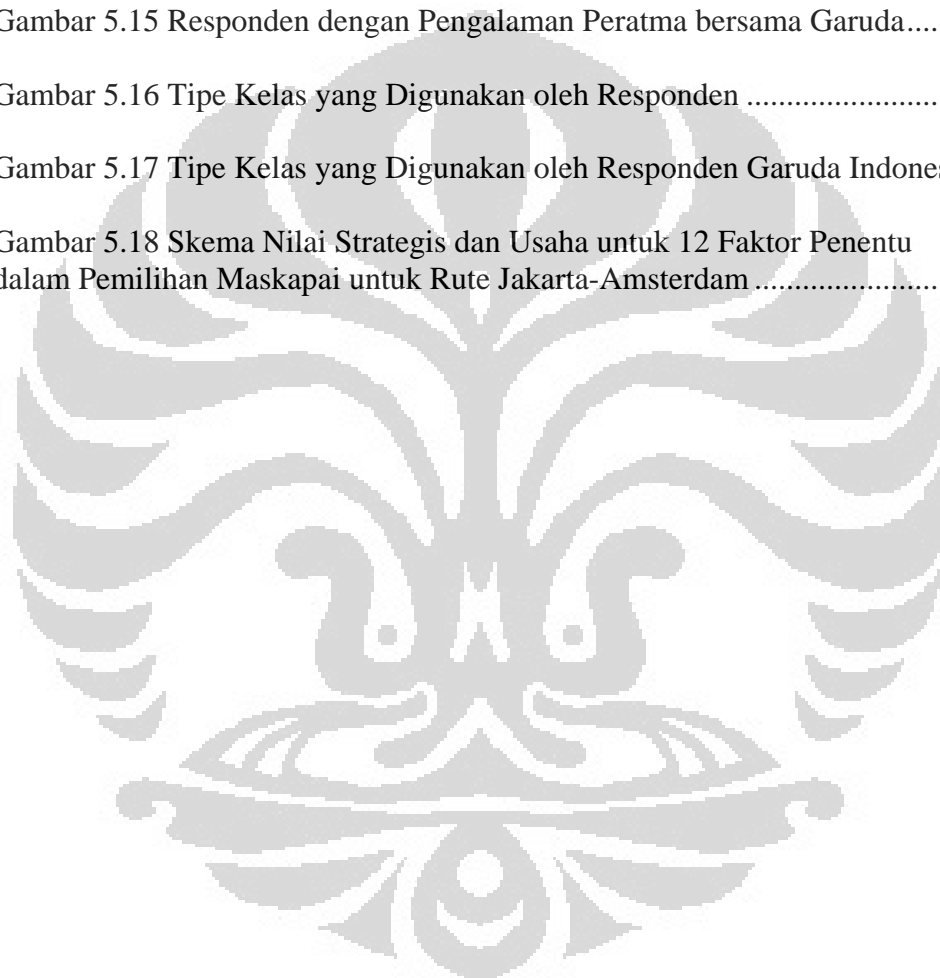 Gambar 5.15 Responden dengan Pengalaman Peratma bersama Garuda....
Gambar 5.16 Tipe Kelas yang Digunakan oleh Responden ........................
Gambar 5.17 Tipe Kelas yang Digunakan oleh Responden Garuda Indones
Gambar 5.18 Skema Nilai Strategis dan Usaha untuk 12 Faktor Penentu
dalam Pemilihan Maskapai untuk Rute Jakarta-Amsterdam .......................